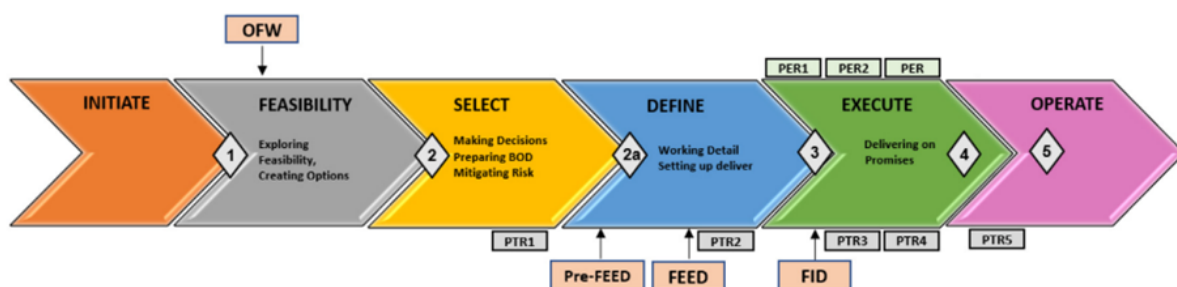 OFW
PER1 PER2 PER
INITIATE
FEASIBILITY
SELECT
DEFINE
EXECUTE
OPERATE
1
Exploring
Feasibility,
Creating Options
2
Making Decisions
Preparing BOD
Mitigating Risk
2a
Working Detail
Setting up deliver
3
Delivering on
Promises
4
5
PTR1
PTR2
PTR3
PTR4
PTR5
Pre-FEED
FEED
FID